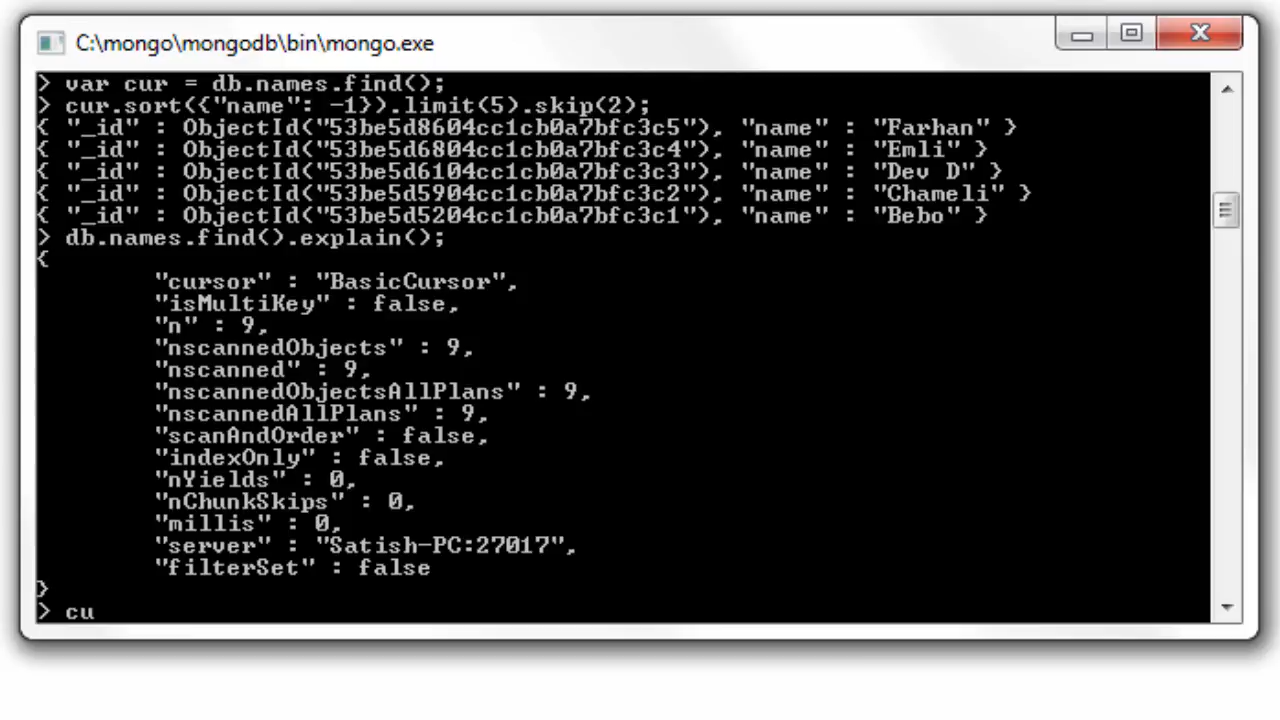 C:\mongo\mongodb\bin\mongo.exe
> var cur = db.names.find();
> cur.sort({"name": -1}).limit(5).skip(2);
{ "_id" : ObjectId("53be5d8604cc1cb0a7bfc3c5"), "name" : "Farhan" }
{ "_id" : ObjectId("53be5d6804cc1cb0a7bfc3c4"), "name" : "Emli" }
{ "_id" : ObjectId("53be5d6104cc1cb0a7bfc3c3"), "name" : "Dev D" }
{ "_id" : ObjectId("53be5d5904cc1cb0a7bfc3c2"), "name" : "Chameli" }
{ "_id" : ObjectId("53be5d5204cc1cb0a7bfc3c1"), "name" : "Bebo" }
> db.names.find().explain();
{
"cursor" : "BasicCursor",
"isMultiKey" : false,
"n" : 9,
"nscannedObjects" : 9,
"nscanned" : 9,
"nscannedObjectsAllPlans" : 9,
"nscannedAllPlans" : 9,
"scanAndOrder" : false,
"indexOnly" : false,
"nYields" : 0,
"nChunkSkips" : 0,
"millis" : 0,
"server" : "Satish-PC:27017",
"filterSet" : false
}
> cu